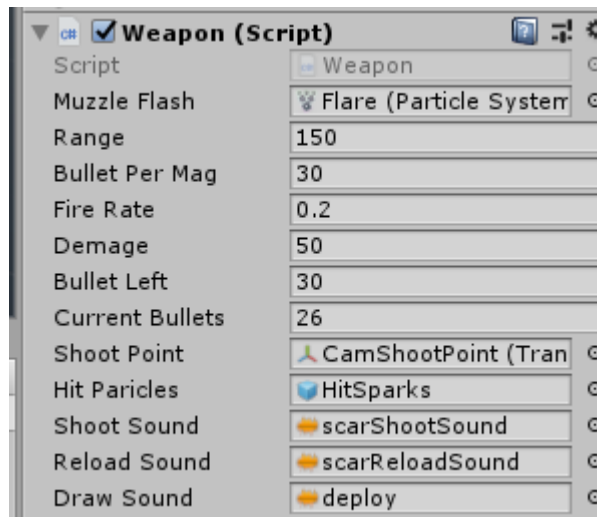 Weapon (Script)
Script Weapon
Muzzle Flash Flare (Particle System
Range 150
Bullet Per Mag 30
Fire Rate 0.2
Demage 50
Bullet Left 30
Current Bullets 26
Shoot Point CamShootPoint (Tran
Hit Paricles HitSparks
Shoot Sound scarShootSound
Reload Sound scarReloadSound
Draw Sound deploy